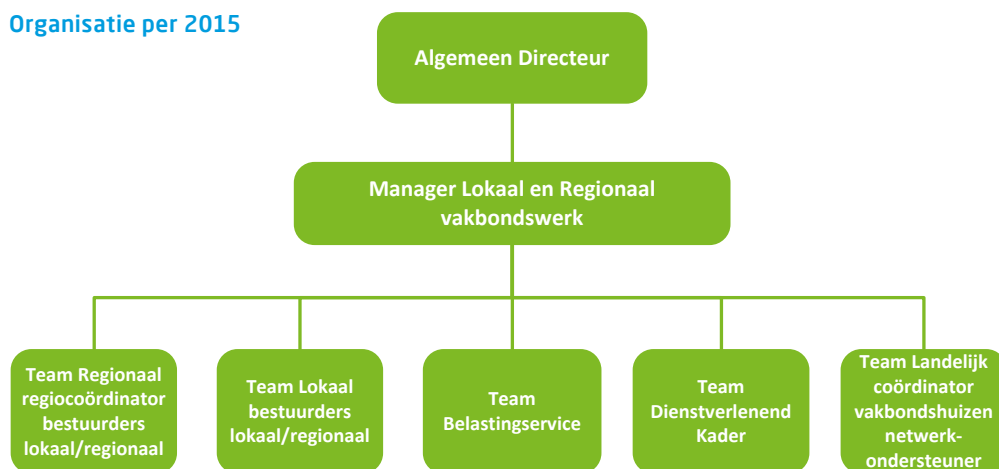 Organisatie per 2015
Algemeen Directeur
Manager Lokaal en Regionaal
vakbondswerk
Team Regionaal
regiocoördinator
bestuurders
lokaal/regionaal
Team Lokaal
bestuurders
lokaal/regionaal
Team
Belastingservice
Team
Dienstverlenend
Kader
Team Landelijk
coördinator
vakbondshuizen
netwerk-
ondersteuner